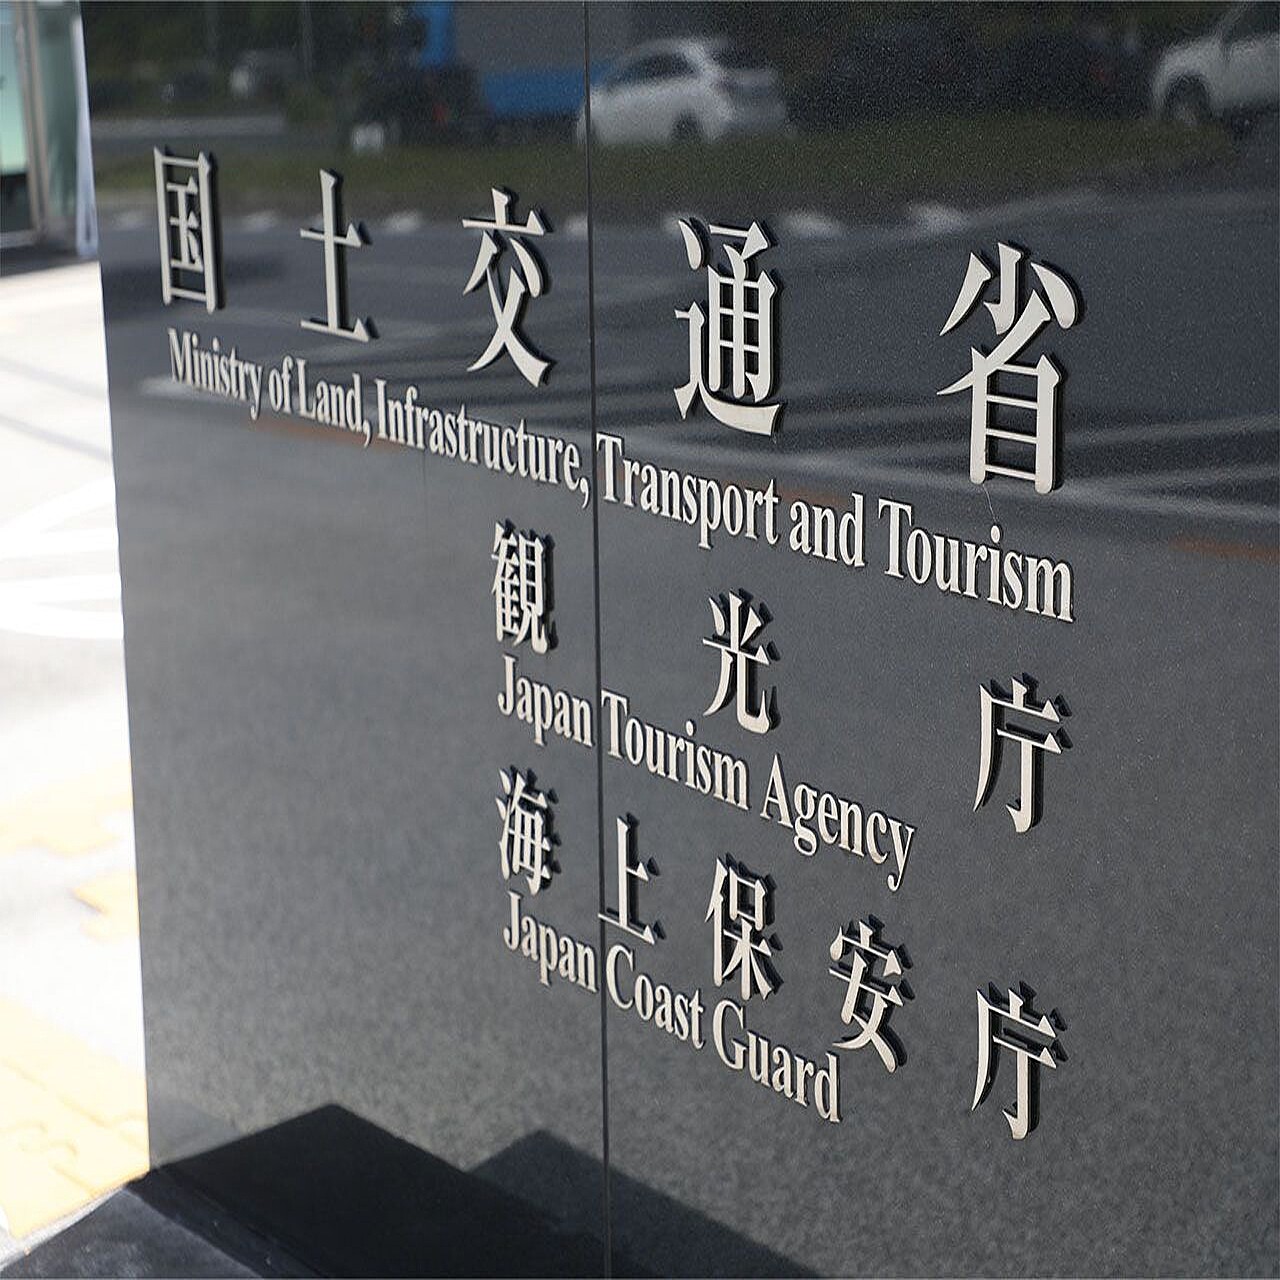 国土交通省
Ministry of Land, Infrastructure, Transport and Tourism
観光庁
Japan Tourism Agency
海上保安庁
Japan Coast Guard